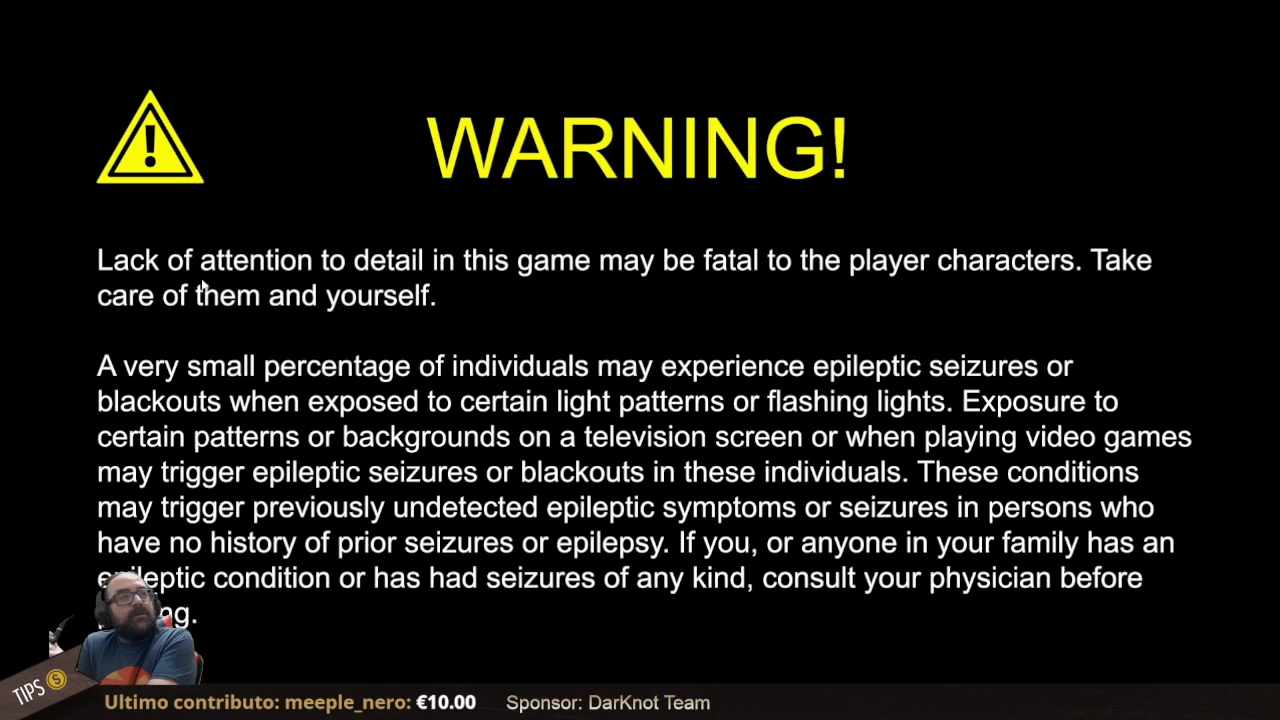 WARNING!
Lack of attention to detail in this game may be fatal to the player characters. Take
care of them and yourself.
A very small percentage of individuals may experience epileptic seizures or
blackouts when exposed to certain light patterns or flashing lights. Exposure to
certain patterns or backgrounds on a television screen or when playing video games
may trigger epileptic seizures or blackouts in these individuals. These conditions
may trigger previously undetected epileptic symptoms or seizures in persons who
have no history of prior seizures or epilepsy. If you, or anyone in your family has an
epileptic condition or has had seizures of any kind, consult your physician before
TIPS
Ultimo contributo: meeple_nero: €10.00 Sponsor: DarKnot Team